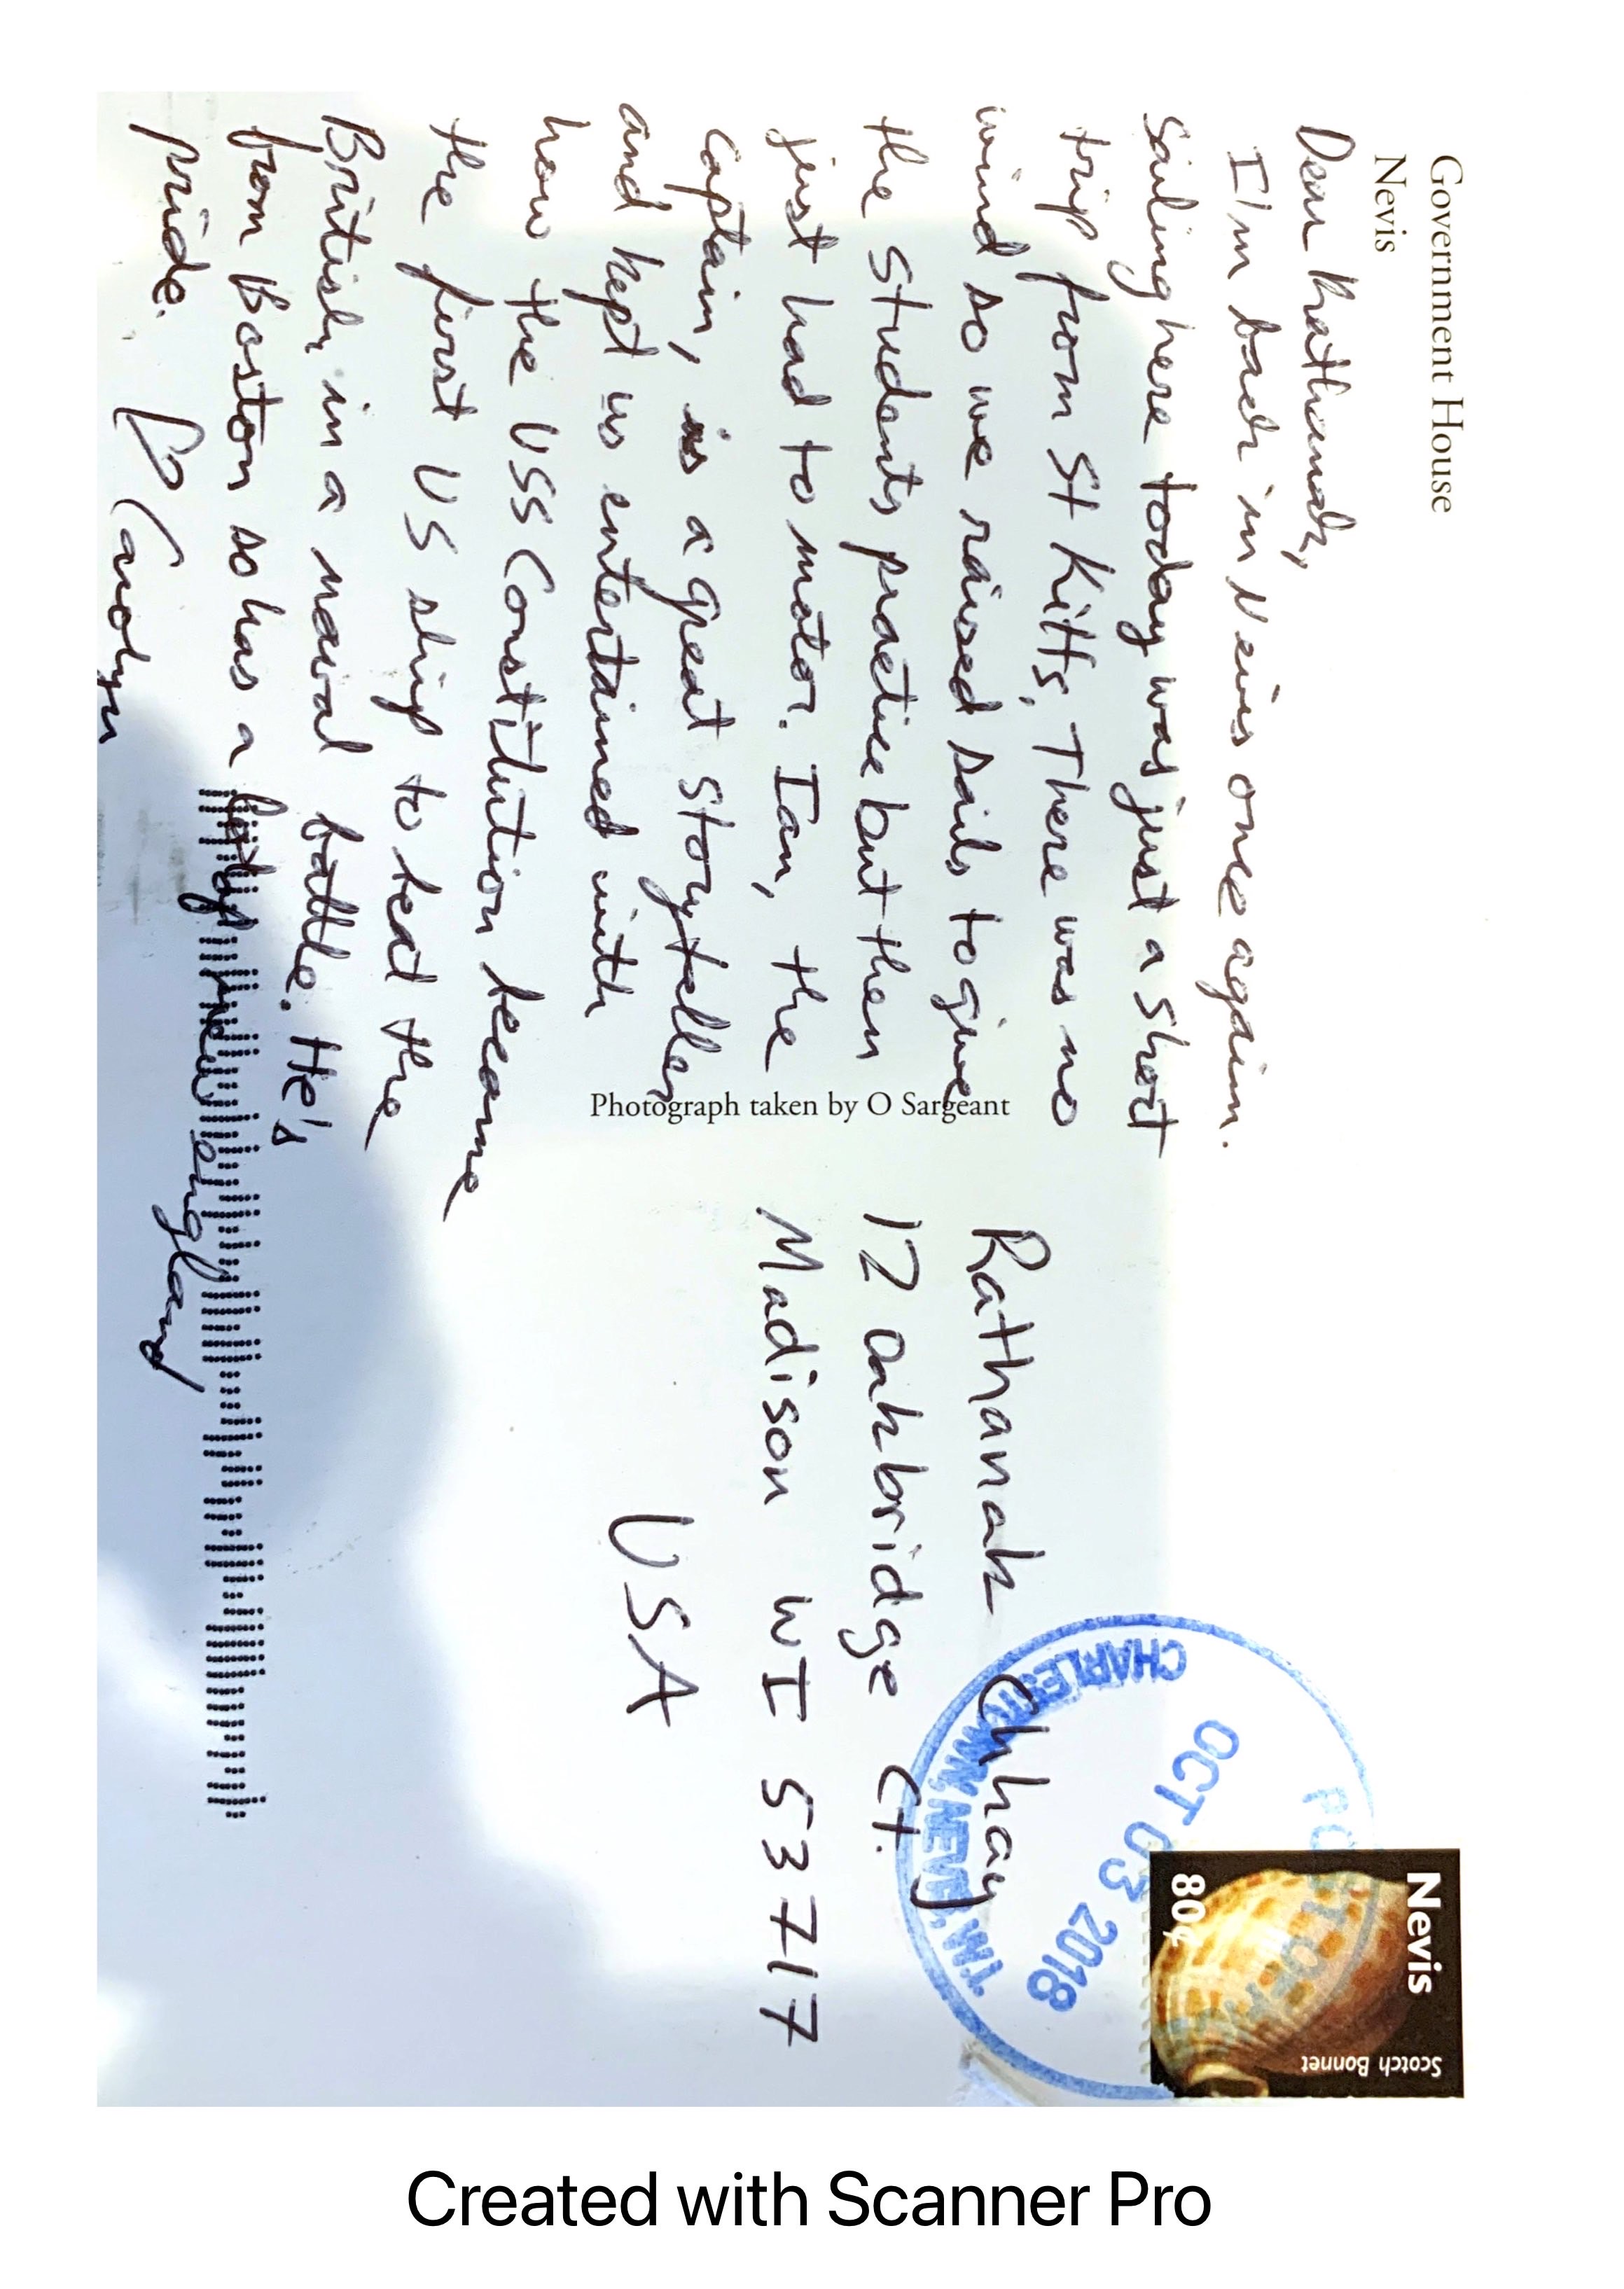 Government House
Nevis
Dear Rathanak,
I'm back in Nevis once again.
Sailing here today was just a short
trip from St Kitts. There was no
wind so we raised sails to give
the students practice but then
just had to motor. Ian, the
captain, is a great storyteller
and kept us entertained with
how the USS Constitution became
the first US ship to beat the
British in a naval battle. He's
from Boston so has a lot of new england
pride. Carolyn
Photograph taken by O Sargeant
Rathanak Chhay
12 Oakbridge Ct.
Madison WI 53717
USA
POST OFFICE
OCT 03 2018
CHARLESTOWN, NEVIS, W.I.
Nevis
80¢
Scotch Bonnet
Created with Scanner Pro